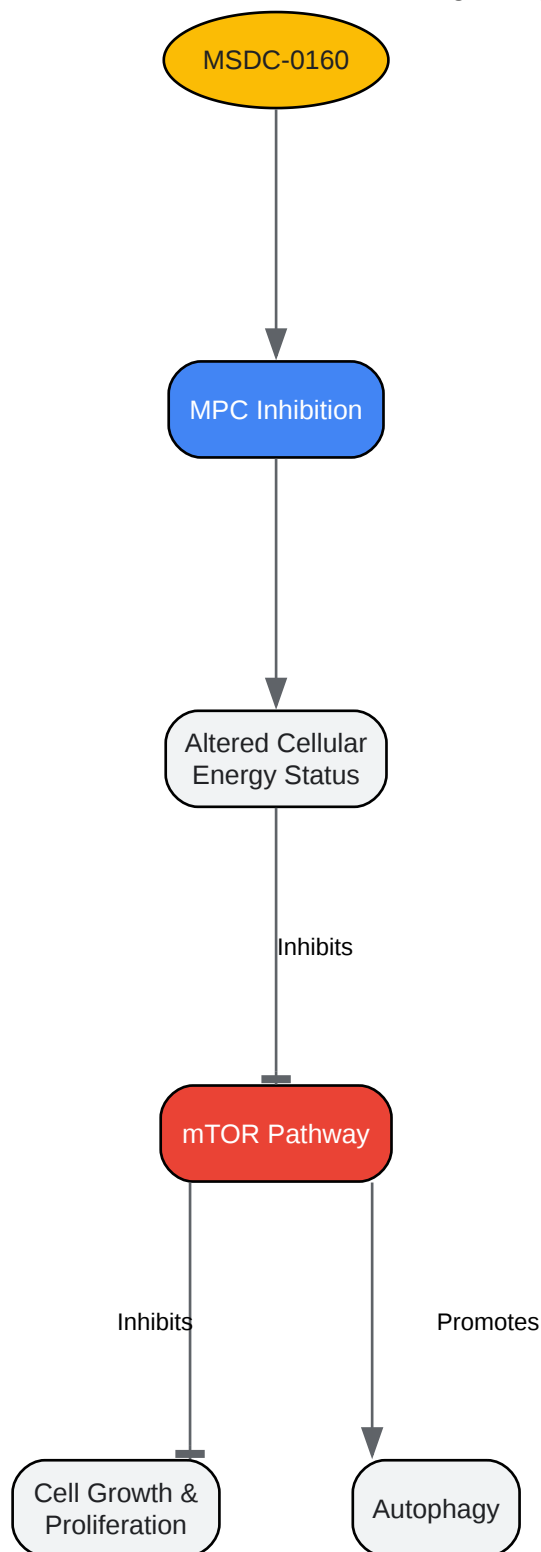 MSDC-0160
MPC Inhibition
Altered Cellular
Energy Status
Inhibits
mTOR Pathway
Inhibits
Promotes
Cell Growth &
Proliferation
Autophagy